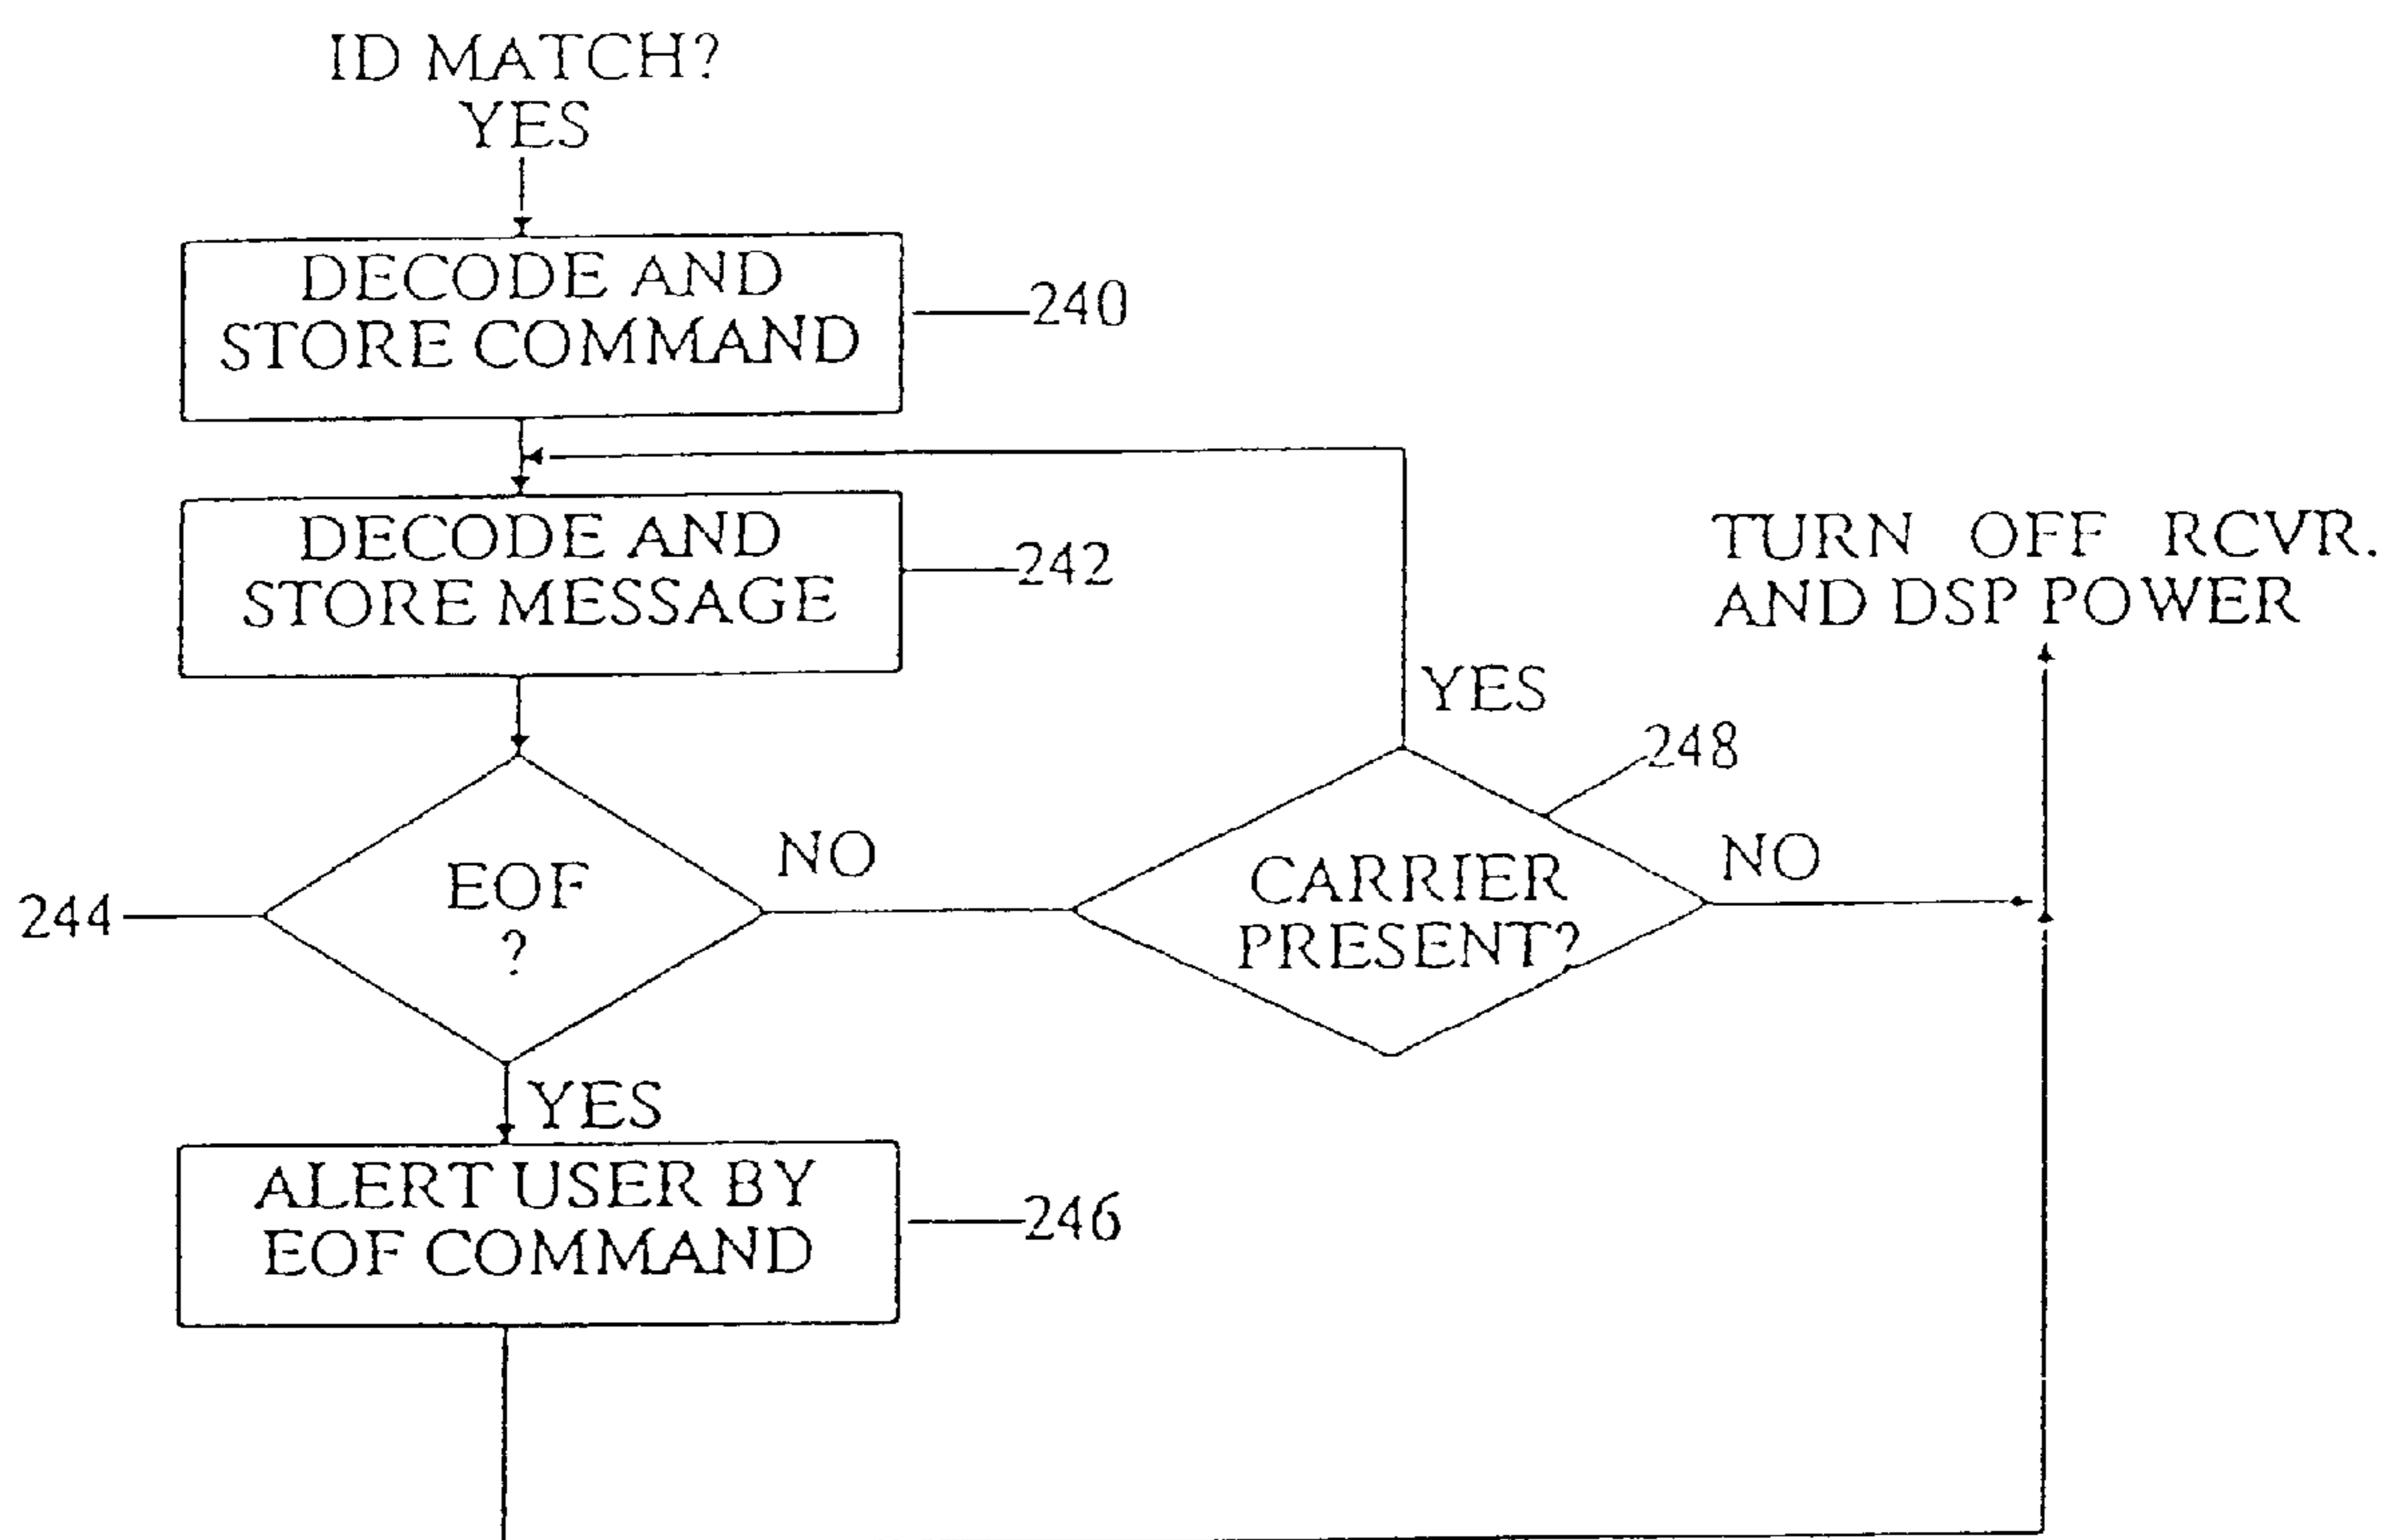 ID MATCH?
YES
DECODE AND
STORE COMMAND
240
DECODE AND
STORE MESSAGE
242
TURN OFF RCVR.
AND DSP POWER
YES
248
EOF
?
244
NO
CARRIER
PRESENT?
NO
YES
ALERT USER BY
EOF COMMAND
246